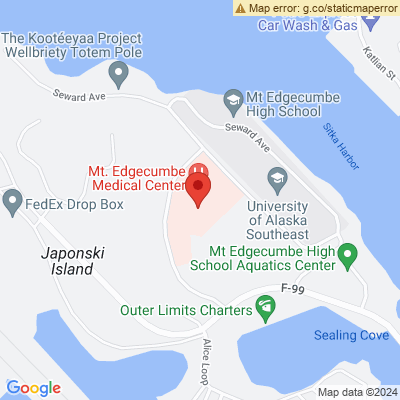 Map error: g.co/staticmaperror
Car Wash & Gas
Katlian St
The Kootéeyaa Project
Wellbriety Totem Pole
Seward Ave
Mt Edgecumbe
High School
Seward Ave
Sitka Harbor
Mt. Edgecumbe
Medical Center
University
of Alaska
Southeast
FedEx Drop Box
Japonski
Island
Mt Edgecumbe High
School Aquatics Center
F-99
Outer Limits Charters
Sealing Cove
Alice Loop
Google
Map data ©2024